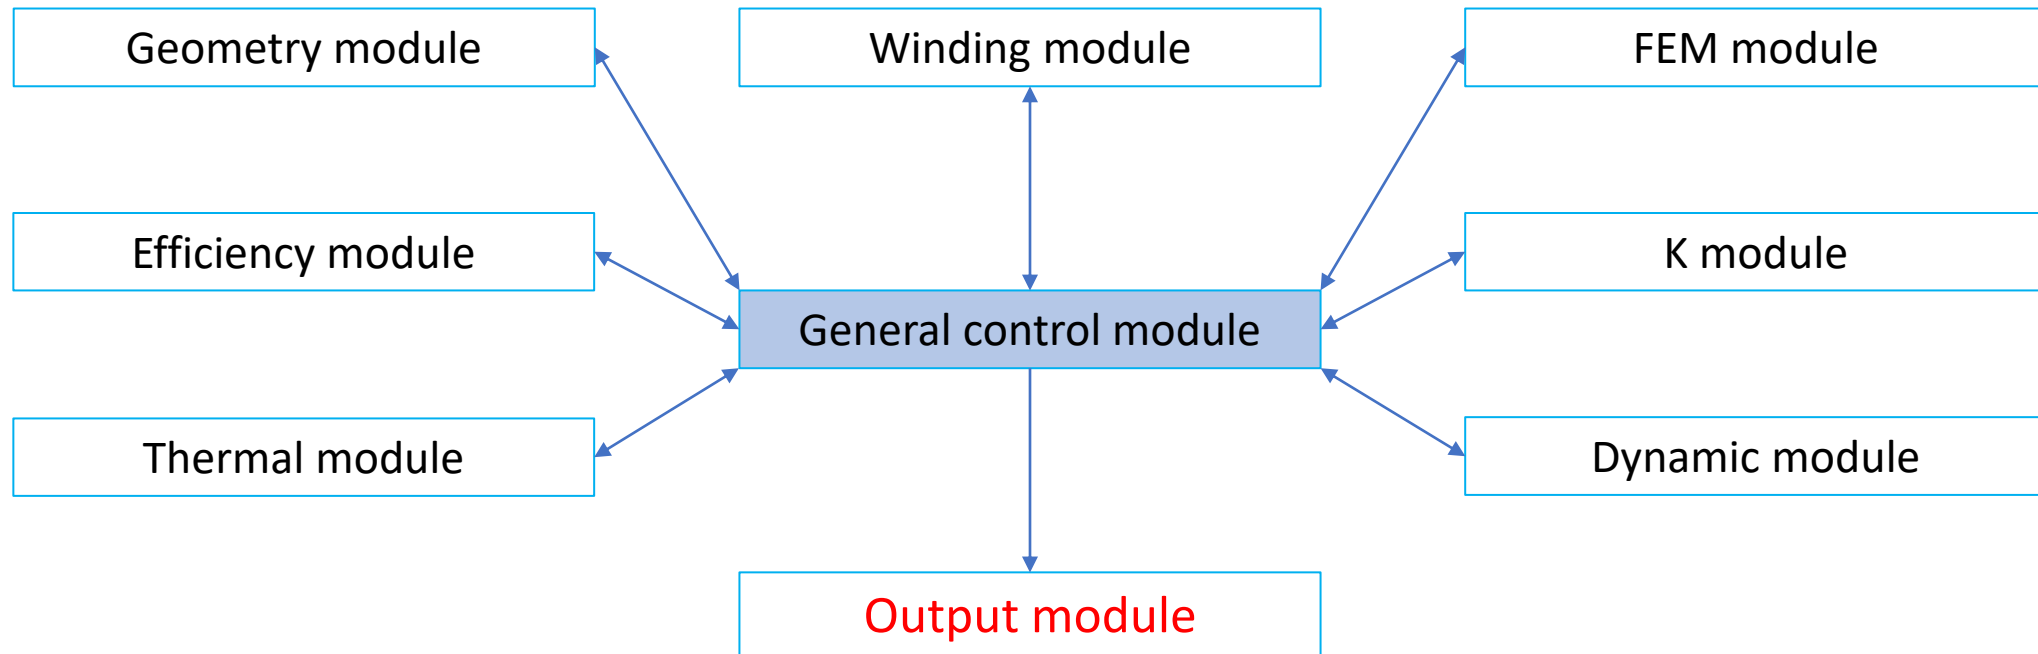 Geometry module
Winding module
FEM module
Efficiency module
K module
General control module
Thermal module
Dynamic module
Output module